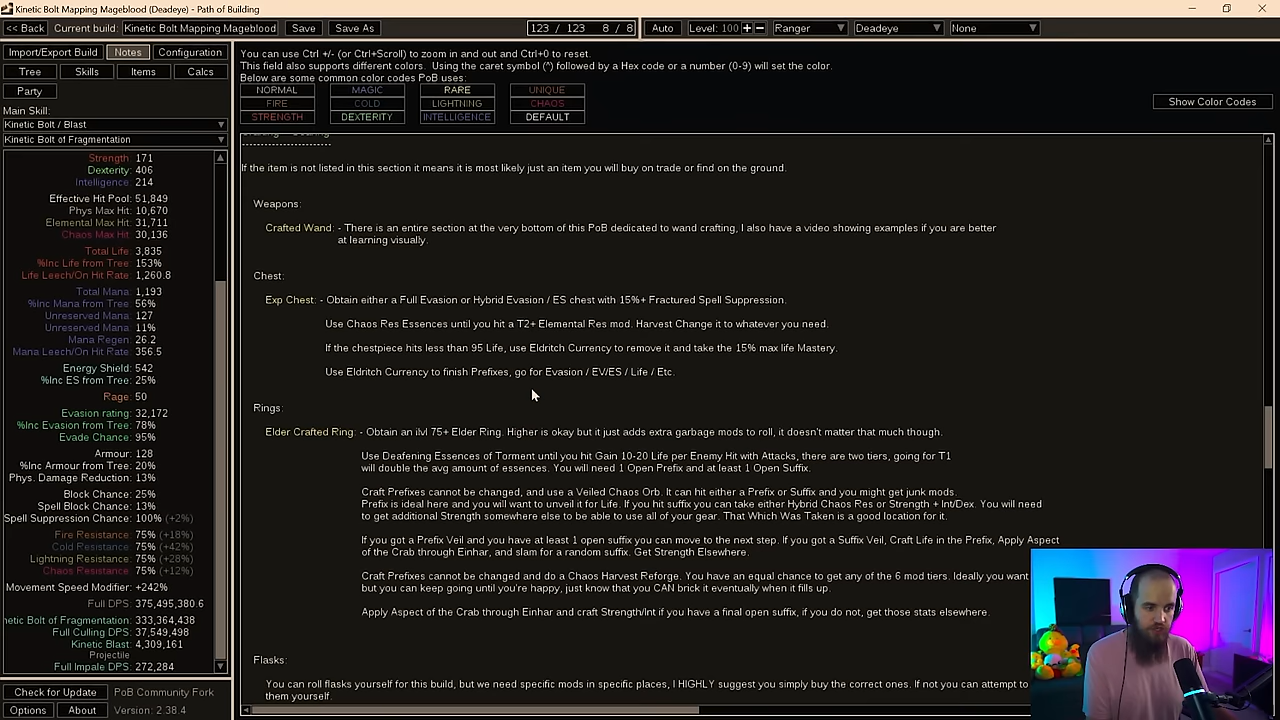 Kinetic Bolt Mapping Mageblood (Deadeye) - Path of Building
<< Back
Current build: Kinetic Bolt Mapping Mageblood
Save
Save As
123 / 123 8 / 8
Auto
Level: 100
Ranger
Deadeye
None
Import/Export Build
Notes
Configuration
Tree
Skills
Items
Calcs
Party
Main Skill:
Kinetic Bolt / Blast
Kinetic Bolt of Fragmentation
Strength: 171
Dexterity: 406
Intelligence: 214
Effective Hit Pool: 51,849
Phys Max Hit: 10,670
Elemental Max Hit: 31,711
Chaos Max Hit: 30,136
Total Life: 3,835
%Inc Life from Tree: 153%
Life Leech/On Hit Rate: 1,260.8
Total Mana: 1,193
%Inc Mana from Tree: 56%
Unreserved Mana: 127
Unreserved Mana: 11%
Mana Regen: 26.2
Mana Leech/On Hit Rate: 356.5
Energy Shield: 542
%Inc ES from Tree: 25%
Rage: 50
Evasion rating: 32,172
%Inc Evasion from Tree: 78%
Evade Chance: 95%
Armour: 128
%Inc Armour from Tree: 20%
Phys. Damage Reduction: 13%
Block Chance: 25%
Spell Block Chance: 13%
Spell Suppression Chance: 100% (+2%)
Fire Resistance: 75% (+18%)
Cold Resistance: 75% (+42%)
Lightning Resistance: 75% (+28%)
Chaos Resistance: 75% (+12%)
Movement Speed Modifier: +242%
Full DPS: 375,495,380.6
netic Bolt of Fragmentation: 333,364,438
Full Culling DPS: 37,549,498
Kinetic Blast: 4,309,161
Projectile
Full Impale DPS: 272,284
Check for Update
PoB Community Fork
Options
About
Version: 2.38.4
You can use Ctrl +/- (or Ctrl+Scroll) to zoom in and out and Ctrl+0 to reset.
This field also supports different colors. Using the caret symbol (^) followed by a Hex code or a number (0-9) will set the color.
Below are some common color codes PoB uses:
NORMAL
MAGIC
RARE
UNIQUE
FIRE
COLD
LIGHTNING
CHAOS
STRENGTH
DEXTERITY
INTELLIGENCE
DEFAULT
Show Color Codes
------------------------
If the item is not listed in this section it means it is most likely just an item you will buy on trade or find on the ground.
Weapons:
Crafted Wand: - There is an entire section at the very bottom of this PoB dedicated to wand crafting, I also have a video showing examples if you are better
at learning visually.
Chest:
Exp Chest: - Obtain either a Full Evasion or Hybrid Evasion / ES chest with 15%+ Fractured Spell Suppression.
Use Chaos Res Essences until you hit a T2+ Elemental Res mod. Harvest Change it to whatever you need.
If the chestpiece hits less than 95 Life, use Eldritch Currency to remove it and take the 15% max life Mastery.
Use Eldritch Currency to finish Prefixes, go for Evasion / EV/ES / Life / Etc.
Rings:
Elder Crafted Ring: - Obtain an ilvl 75+ Elder Ring. Higher is okay but it just adds extra garbage mods to roll, it doesn't matter that much though.
Use Deafening Essences of Torment until you hit Gain 10-20 Life per Enemy Hit with Attacks, there are two tiers, going for T1
will double the avg amount of essences. You will need 1 Open Prefix and at least 1 Open Suffix.
Craft Prefixes cannot be changed, and use a Veiled Chaos Orb. It can hit either a Prefix or Suffix and you might get junk mods.
Prefix is ideal here and you will want to unveil it for Life. If you hit suffix you can take either Hybrid Chaos Res or Strength + Int/Dex. You will need
to get additional Strength somewhere else to be able to use all of your gear. That Which Was Taken is a good location for it.
If you got a Prefix Veil and you have at least 1 open suffix you can move to the next step. If you got a Suffix Veil, Craft Life in the Prefix, Apply Aspect
of the Crab through Einhar, and slam for a random suffix. Get Strength Elsewhere.
Craft Prefixes cannot be changed and do a Chaos Harvest Reforge. You have an equal chance to get any of the 6 mod tiers. Ideally you want
but you can keep going until you're happy, just know that you CAN brick it eventually when it fills up.
Apply Aspect of the Crab through Einhar and craft Strength/Int if you have a final open suffix, if you do not, get those stats elsewhere.
Flasks:
You can roll flasks yourself for this build, but we need specific mods in specific places, I HIGHLY suggest you simply buy the correct ones. If not you can attempt to
them yourself.